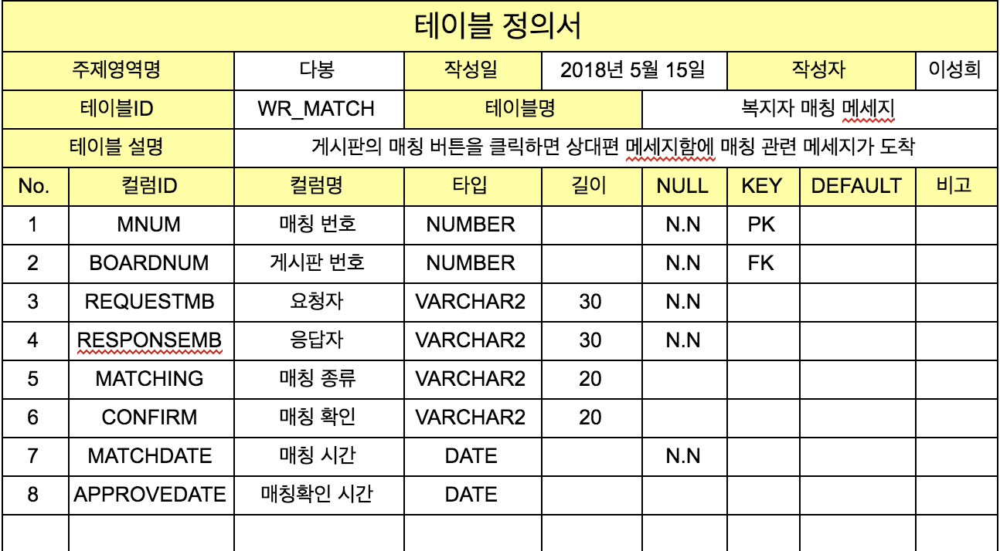 테이블 정의서
주제영역명 다봉 작성일 2018년 5월 15일 작성자 이성희
테이블ID WR_MATCH 테이블명 복지자 매칭 메세지
테이블 설명 게시판의 매칭 버튼을 클릭하면 상대편 메세지함에 매칭 관련 메세지가 도착
No. 컬럼ID 컬럼명 타입 길이 NULL KEY DEFAULT 비고
1 MNUM 매칭 번호 NUMBER N.N PK
2 BOARDNUM 게시판 번호 NUMBER N.N FK
3 REQUESTMB 요청자 VARCHAR2 30 N.N
4 RESPONSEMB 응답자 VARCHAR2 30 N.N
5 MATCHING 매칭 종류 VARCHAR2 20
6 CONFIRM 매칭 확인 VARCHAR2 20
7 MATCHDATE 매칭 시간 DATE N.N
8 APPROVEDATE 매칭확인 시간 DATE